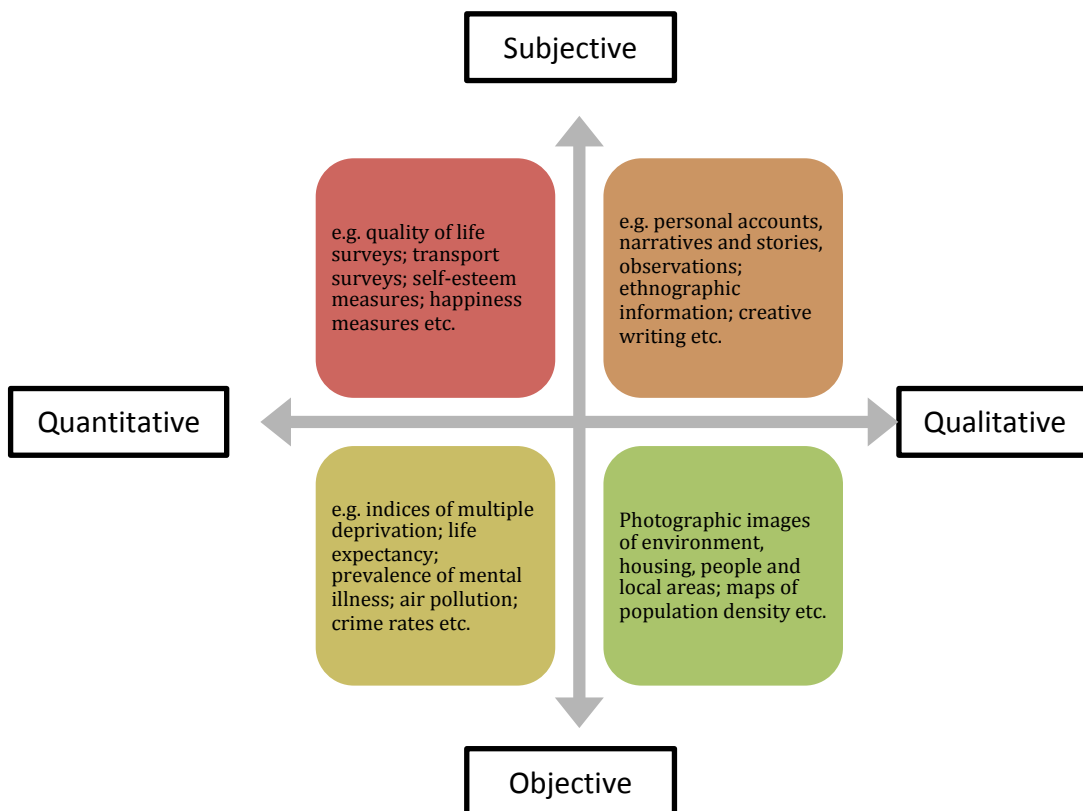 Subjective
e.g. quality of life
surveys; transport
surveys; self-esteem
measures; happiness
measures etc.
e.g. personal accounts,
narratives and stories,
observations;
ethnographic
information; creative
writing etc.
Quantitative
Qualitative
e.g. indices of multiple
deprivation; life
expectancy;
prevalence of mental
illness; air pollution;
crime rates etc.
Photographic images
of environment,
housing, people and
local areas; maps of
population density etc.
Objective